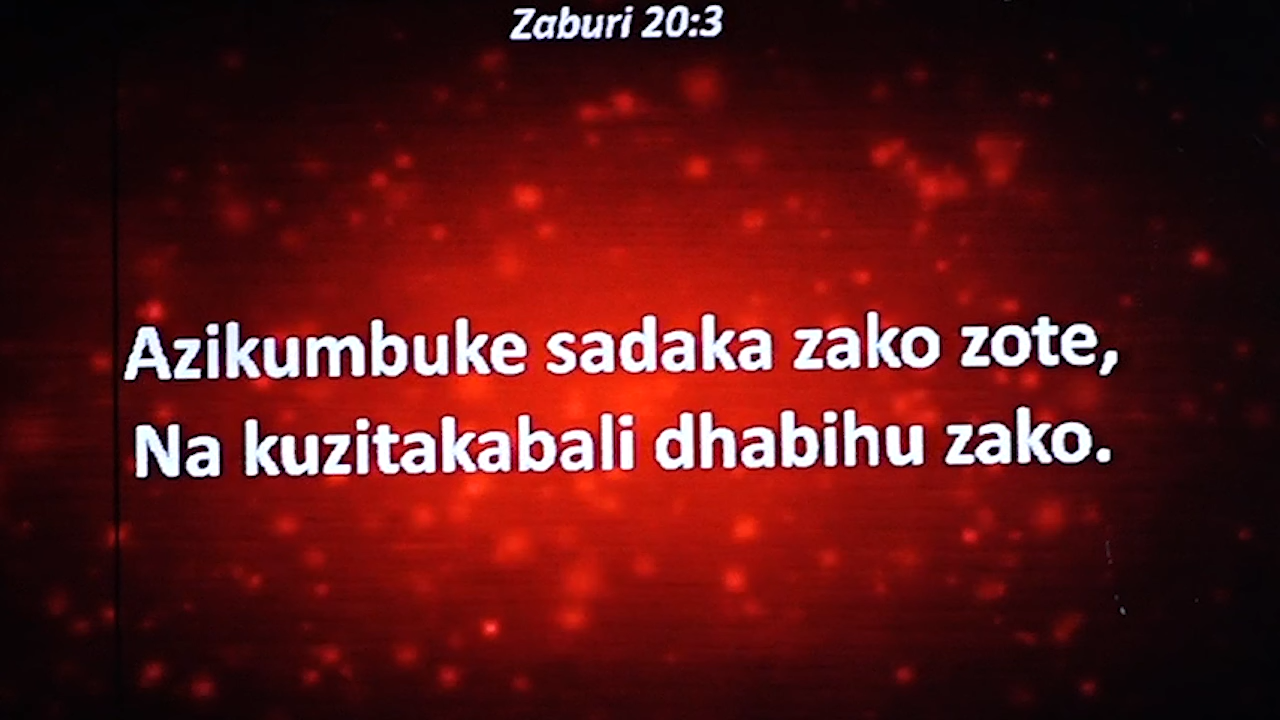 Zaburi 20:3
Azikumbuke sadaka zako zote,
Na kuzitakabali dhabihu zako.